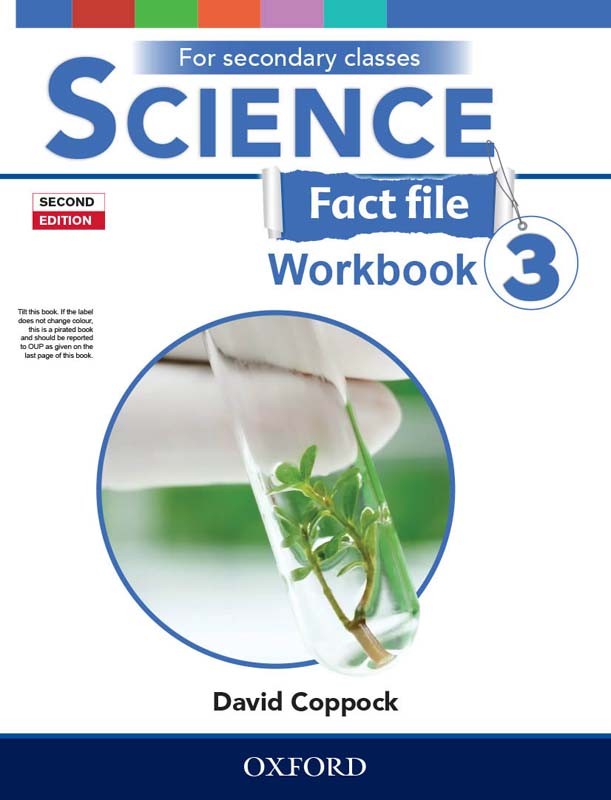 For secondary classes
SCIENCE
Fact file
Workbook 3
SECOND
EDITION
Tilt this book. If the label
does not change colour,
this is a pirated book
and should be reported
to OUP as given on the
last page of this book.
David Coppock
OXFORD